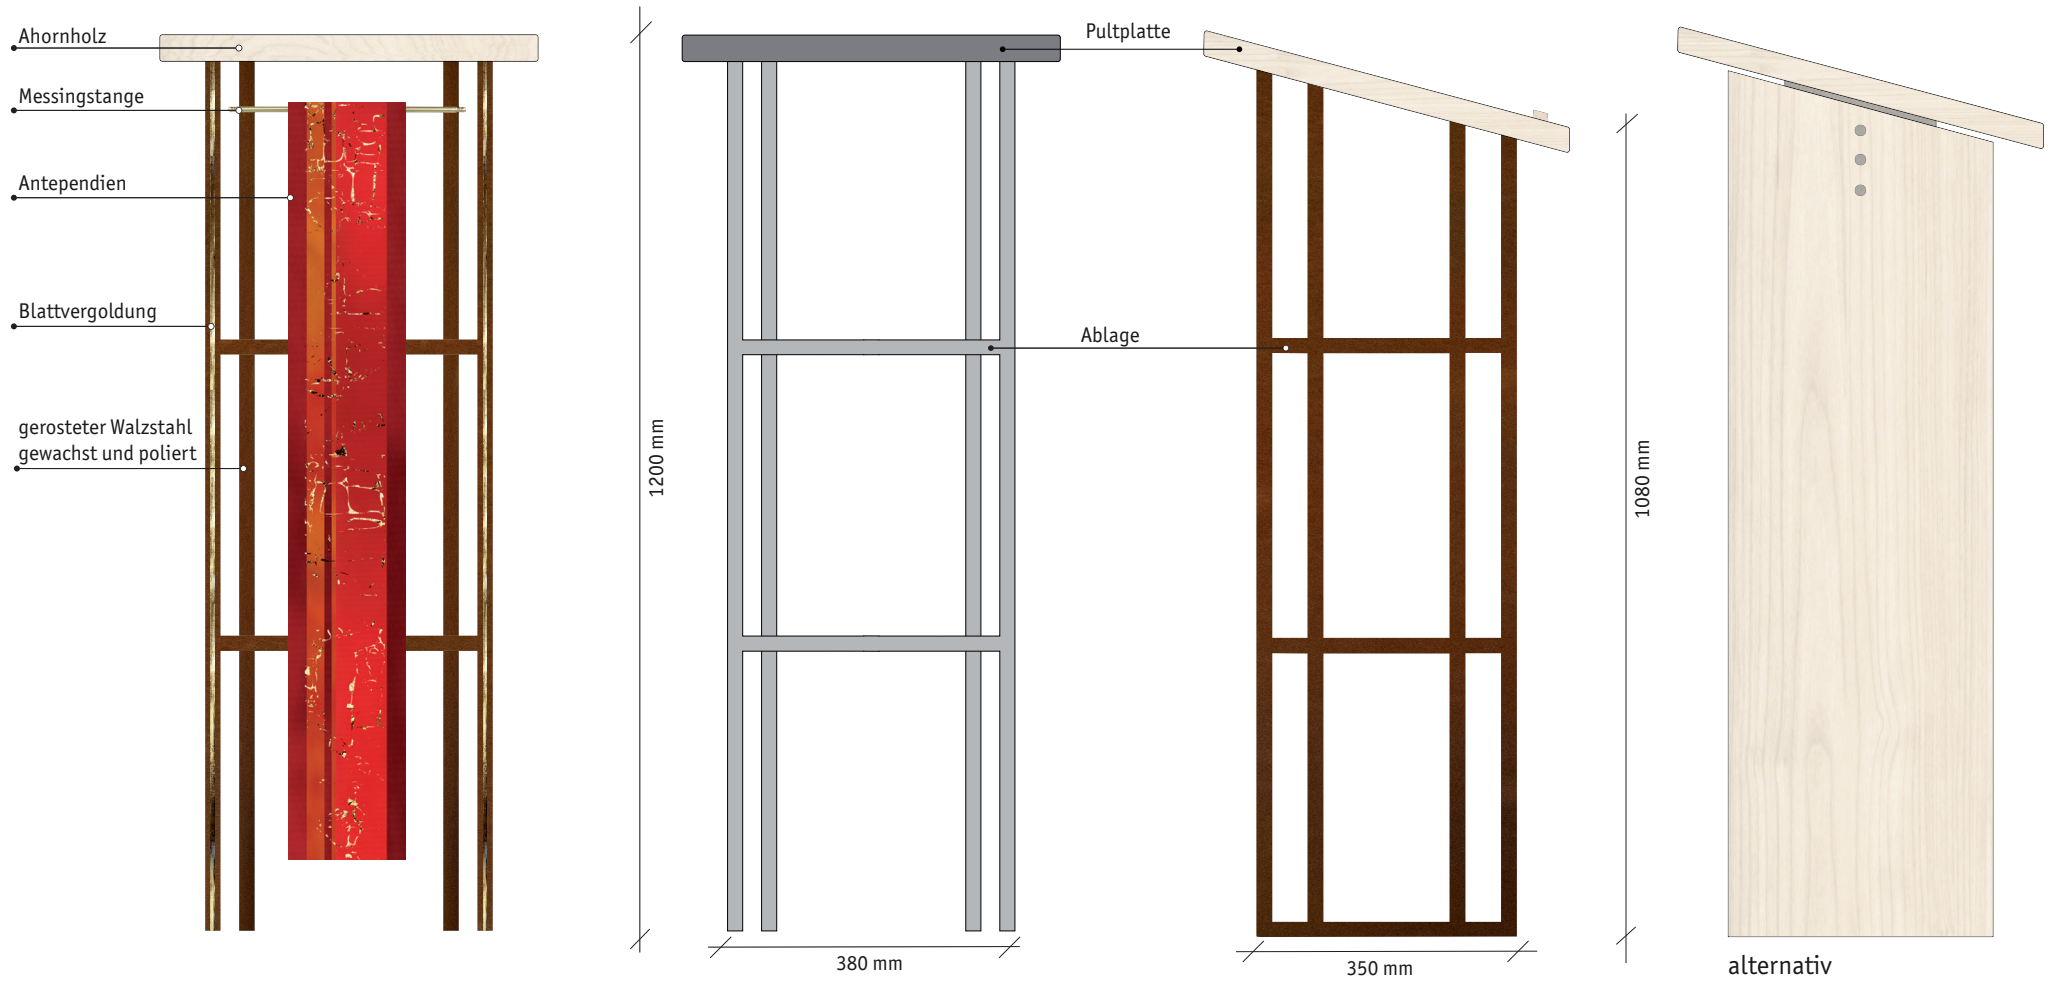 Ahornholz
Messingstange
Antependien
Blattvergoldung
gerosteter Walzstahl
gewachst und poliert
1200 mm
380 mm
Pultplatte
Ablage
350 mm
1080 mm
alternativ